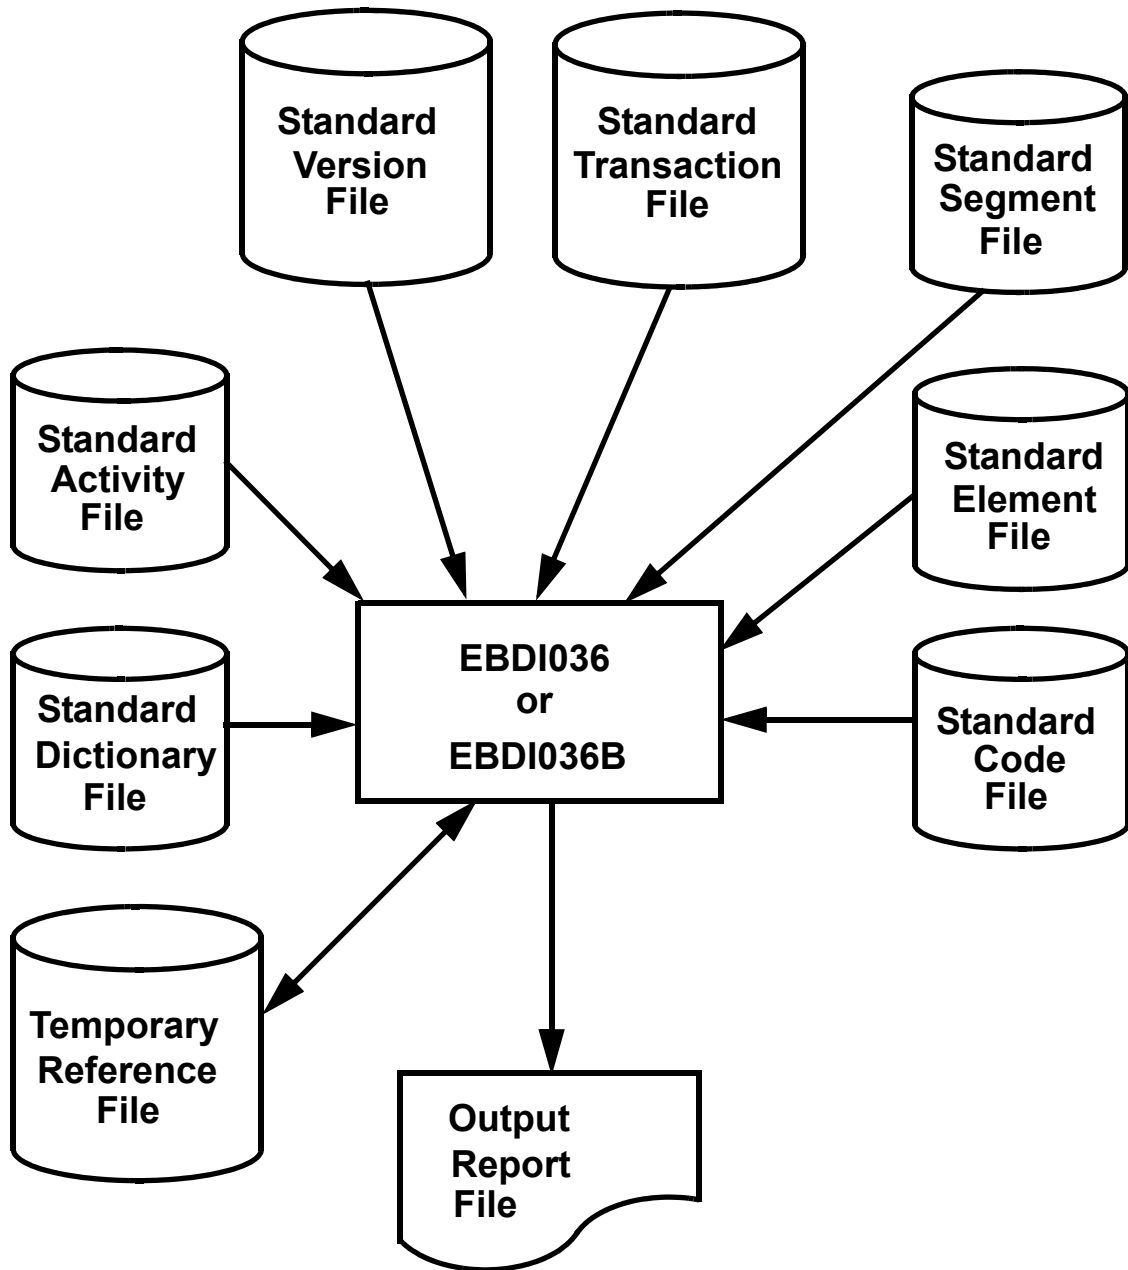 Standard
Version
File
Standard
Transaction
File
Standard
Segment
File
Standard
Activity
File
Standard
Element
File
EBDI036
or
EBDI036B
Standard
Dictionary
File
Standard
Code
File
Temporary
Reference
File
Output
Report
File